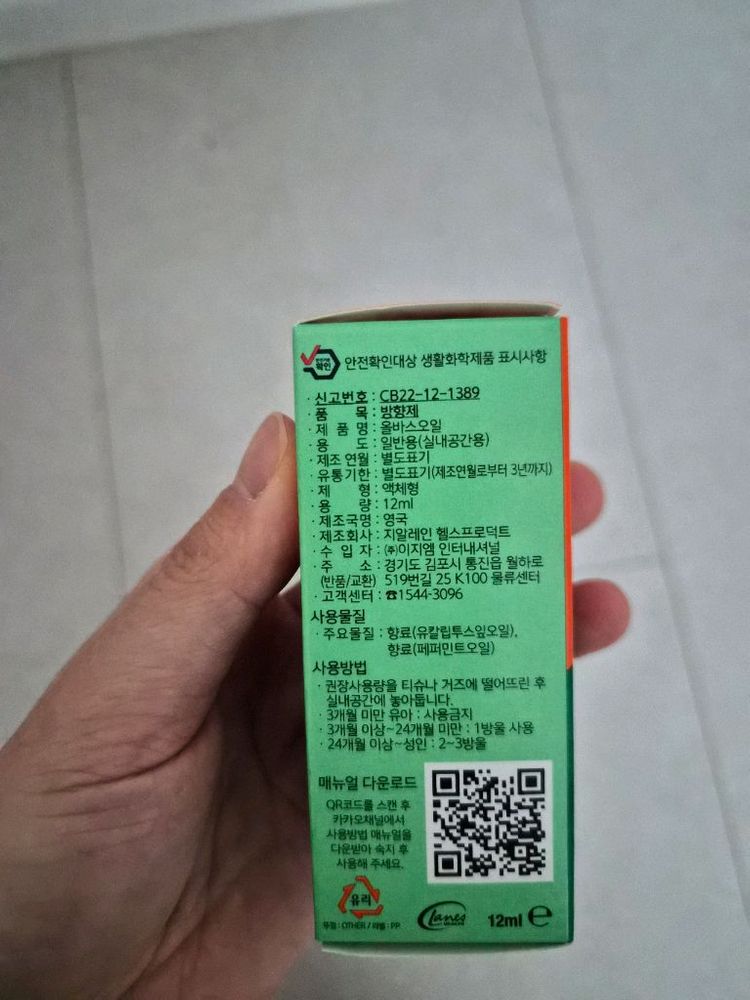 확인
안전확인대상 생활화학제품 표시사항
· 신고번호 : CB22-12-1389
· 품 목 : 방향제
· 제 품 명 : 올바스오일
· 용 도 : 일반용(실내공간용)
· 제조 연월 : 별도표기
· 유통기한 : 별도표기(제조연월로부터 3년까지)
· 제 형 : 액체형
· 용 량 : 12ml
· 제조국명 : 영국
· 제조회사 : 지알레인 헬스프로덕트
· 수 입 자 : ㈜이지엠 인터내셔널
· 주 소 : 경기도 김포시 통진읍 월하로
(반품/교환) 519번길 25 K100 물류센터
· 고객센터 : ☎1544-3096
사용물질
· 주요물질 : 향료(유칼립투스잎오일),
향료(페퍼민트오일)
사용방법
· 권장사용량을 티슈나 거즈에 떨어뜨린 후
실내공간에 놓아둡니다.
· 3개월 미만 유아 : 사용금지
· 3개월 이상~24개월 미만 : 1방울 사용
· 24개월 이상~성인 : 2~3방울
매뉴얼 다운로드
QR코드를 스캔 후
카카오채널에서
사용방법 매뉴얼을
다운받아 숙지 후
사용해 주세요.
유리
뚜껑 : OTHER / 라벨 : PP
Lanes
12ml ℮